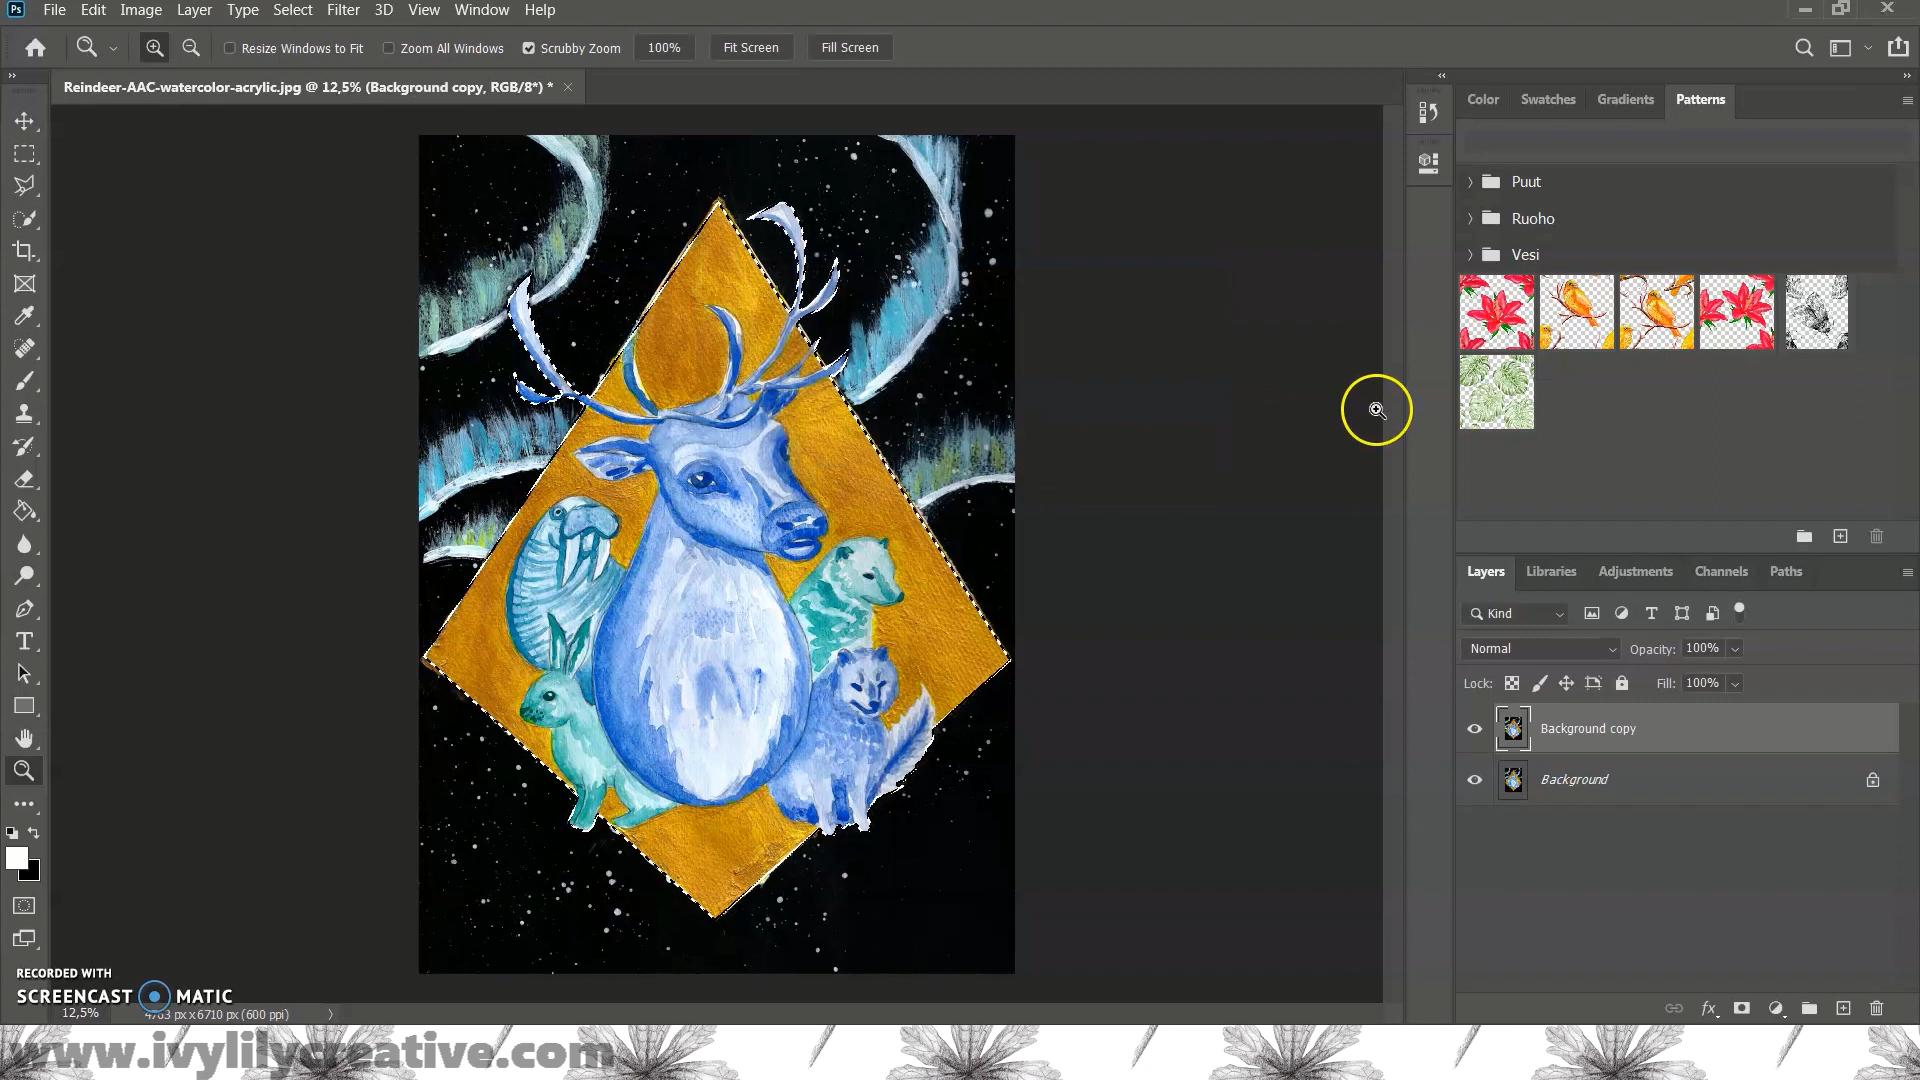 Ps File Edit Image Layer Type Select Filter 3D View Window Help
Resize Windows to Fit Zoom All Windows Scrubby Zoom 100% Fit Screen Fill Screen
Reindeer-AAC-watercolor-acrylic.jpg @ 12,5% (Background copy, RGB/8*) *
Color Swatches Gradients Patterns
Puut
Ruoho
Vesi
Layers Libraries Adjustments Channels Paths
Kind
Normal Opacity: 100%
Lock: Fill: 100%
Background copy
Background
RECORDED WITH
SCREENCAST MATIC
12,5% 4763 px x 6710 px (600 ppi)
www.ivylilycreative.com